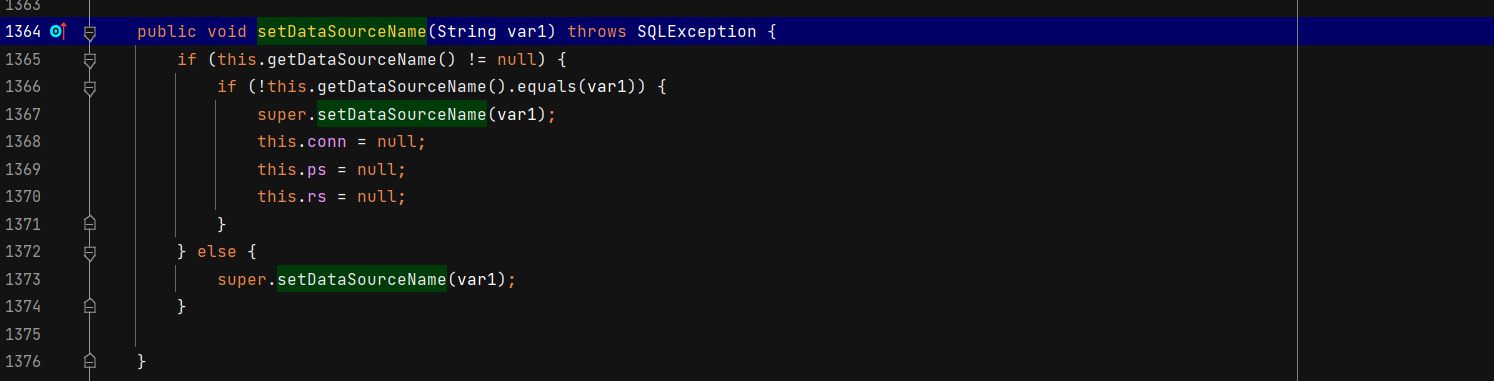 1363
1364 public void setDataSourceName(String var1) throws SQLException {
1365 if (this.getDataSourceName() != null) {
1366 if (!this.getDataSourceName().equals(var1)) {
1367 super.setDataSourceName(var1);
1368 this.conn = null;
1369 this.ps = null;
1370 this.rs = null;
1371 }
1372 } else {
1373 super.setDataSourceName(var1);
1374 }
1375
1376 }